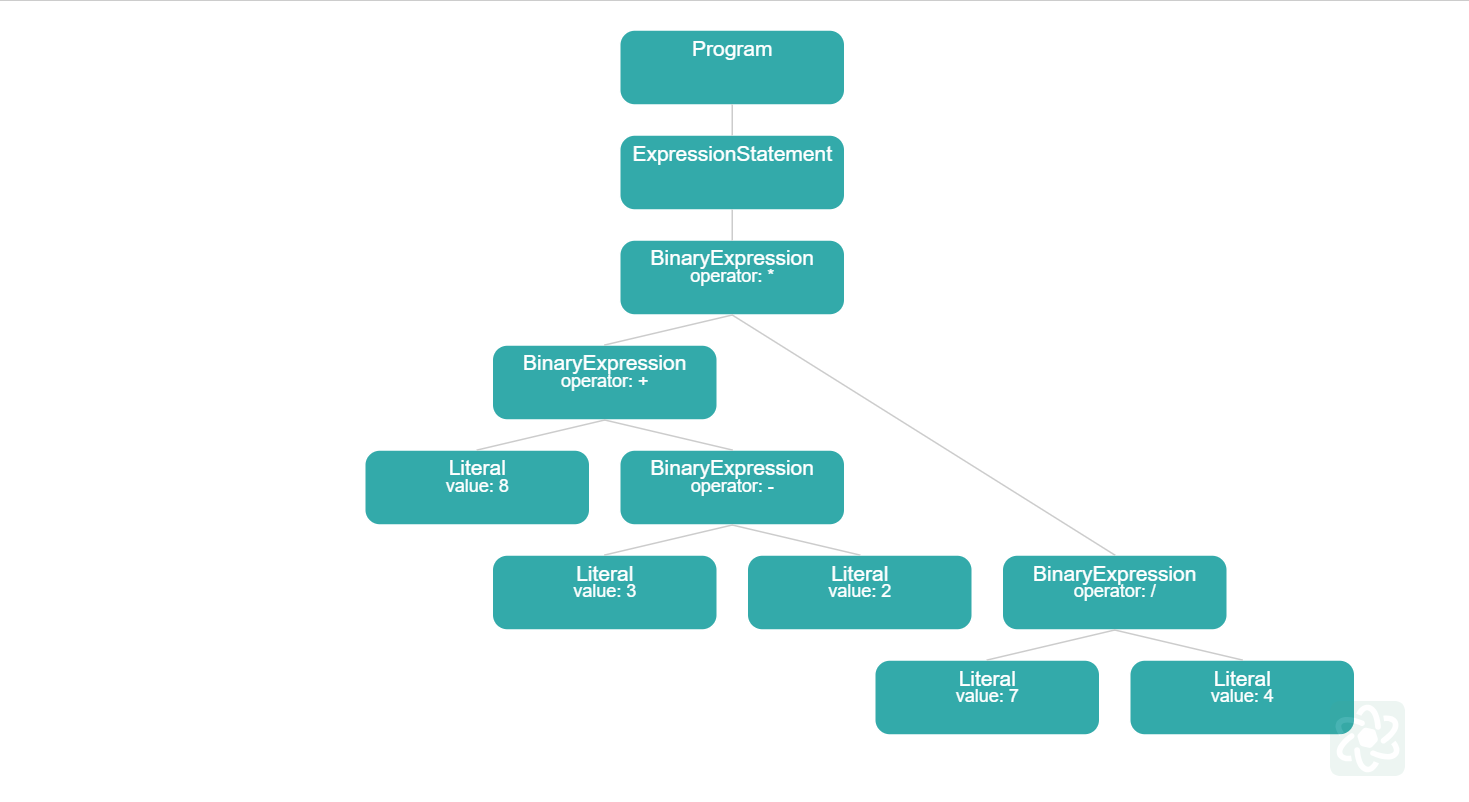 Program
ExpressionStatement
BinaryExpression
operator: *
BinaryExpression
operator: +
Literal
value: 8
BinaryExpression
operator: -
Literal
value: 3
Literal
value: 2
BinaryExpression
operator: /
Literal
value: 7
Literal
value: 4